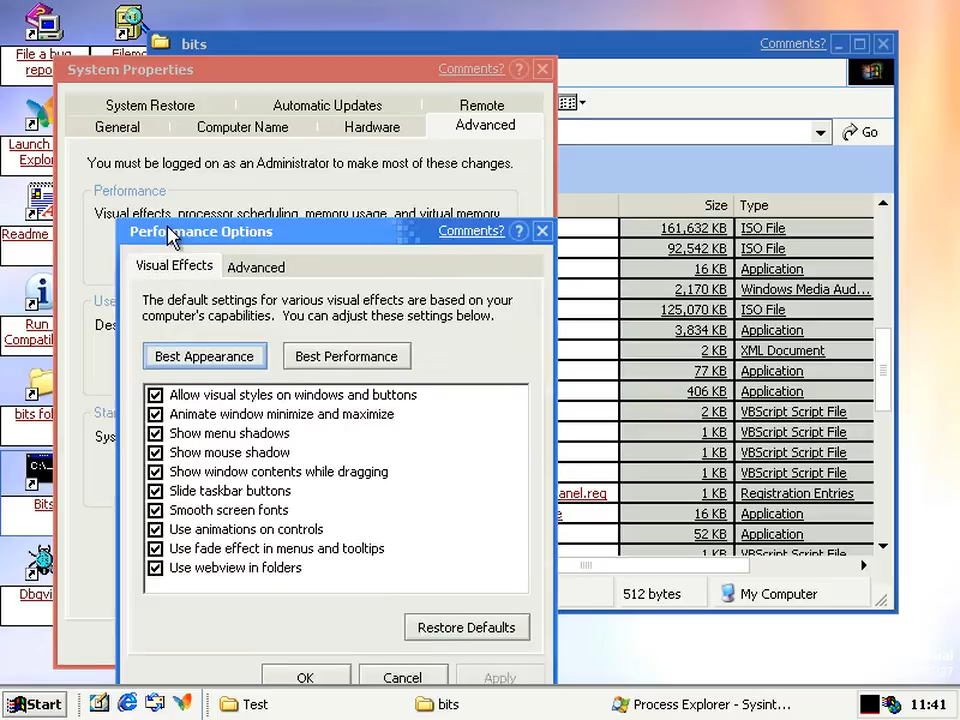 File a bug
repo
Filem
bits
Comments?
System Properties
Comments?
System Restore
Automatic Updates
Remote
General
Computer Name
Hardware
Advanced
Go
You must be logged on as an Administrator to make most of these changes.
Launch
Explor
Performance
Visual effects, processor scheduling, memory usage, and virtual memory
Size
Type
161,632 KB
ISO File
92,542 KB
ISO File
16 KB
Application
2,170 KB
Windows Media Aud...
125,070 KB
ISO File
3,834 KB
Application
2 KB
XML Document
77 KB
Application
406 KB
Application
2 KB
VBScript Script File
1 KB
VBScript Script File
1 KB
VBScript Script File
1 KB
VBScript Script File
anel.reg
1 KB
Registration Entries
16 KB
Application
52 KB
Application
1 KB
VBScript Script File
Readme
Performance Options
Comments?
Visual Effects
Advanced
The default settings for various visual effects are based on your
computer's capabilities. You can adjust these settings below.
Best Appearance
Best Performance
Allow visual styles on windows and buttons
Animate window minimize and maximize
Show menu shadows
Show mouse shadow
Show window contents while dragging
Slide taskbar buttons
Smooth screen fonts
Use animations on controls
Use fade effect in menus and tooltips
Use webview in folders
Restore Defaults
OK
Cancel
Apply
Use
Des
Run
Compati
bits fol
Sta
Sys
C:\
Bits
Dbgvi
512 bytes
My Computer
Start
Test
bits
Process Explorer - Sysint...
11:41